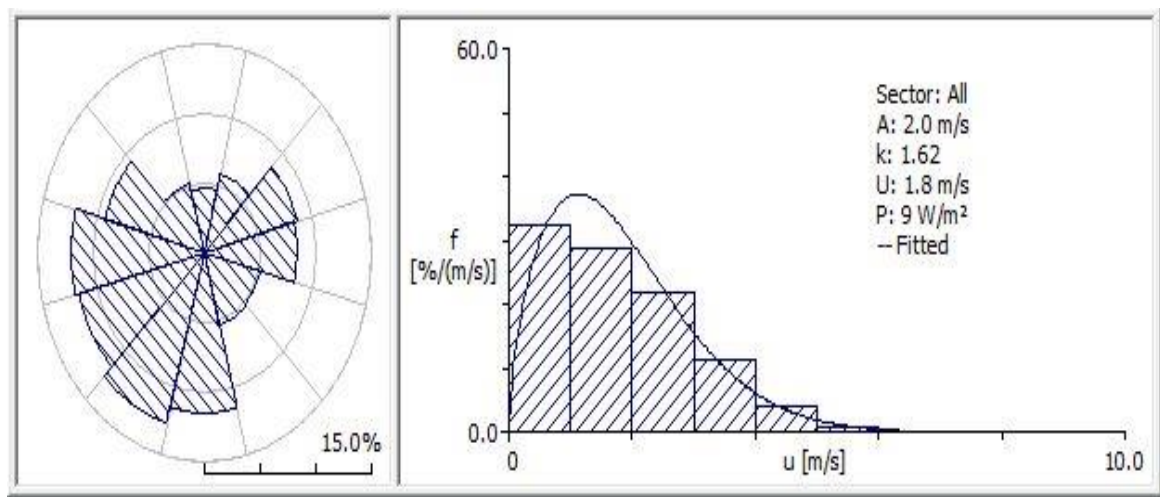 15.0%
60.0
f
[%/(m/s)]
0.0
0
u [m/s]
10.0
Sector: All
A: 2.0 m/s
k: 1.62
U: 1.8 m/s
P: 9 W/m²
-- Fitted